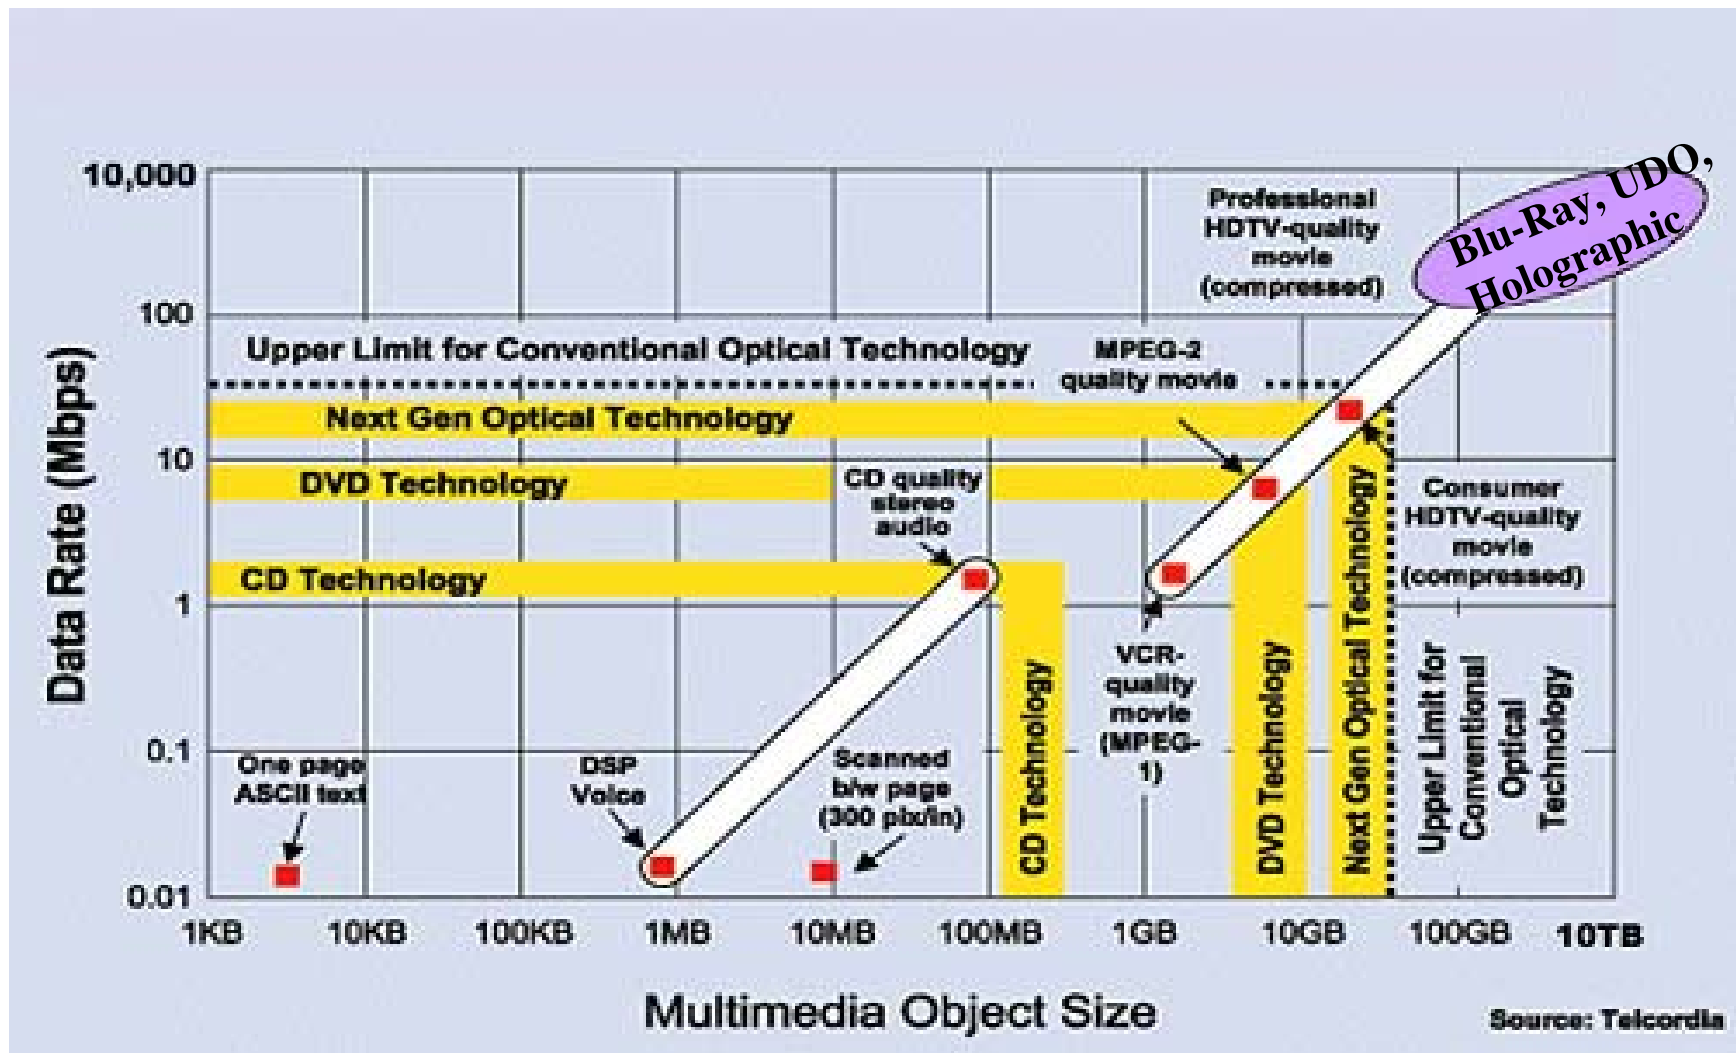 10,000
100
10
1
0.1
0.01
Data Rate (Mbps)
Professional
HDTV-quality
movie
(compressed)
Blu-Ray, UDO,
Holographic
Upper Limit for Conventional Optical Technology
MPEG-2
quality movie
Next Gen Optical Technology
DVD Technology
CD quality
stereo
audio
CD Technology
Consumer
HDTV-quality
movie
(compressed)
One page
ASCII text
DSP
Voice
Scanned
b/w page
(300 pix/in)
CD Technology
VCR-
quality
movie
(MPEG-
1)
DVD Technology
Next Gen Optical Technology
Upper Limit for
Conventional
Optical
Technology
1KB
10KB
100KB
1MB
10MB
100MB
1GB
10GB
100GB
10TB
Multimedia Object Size
Source: Telcordia